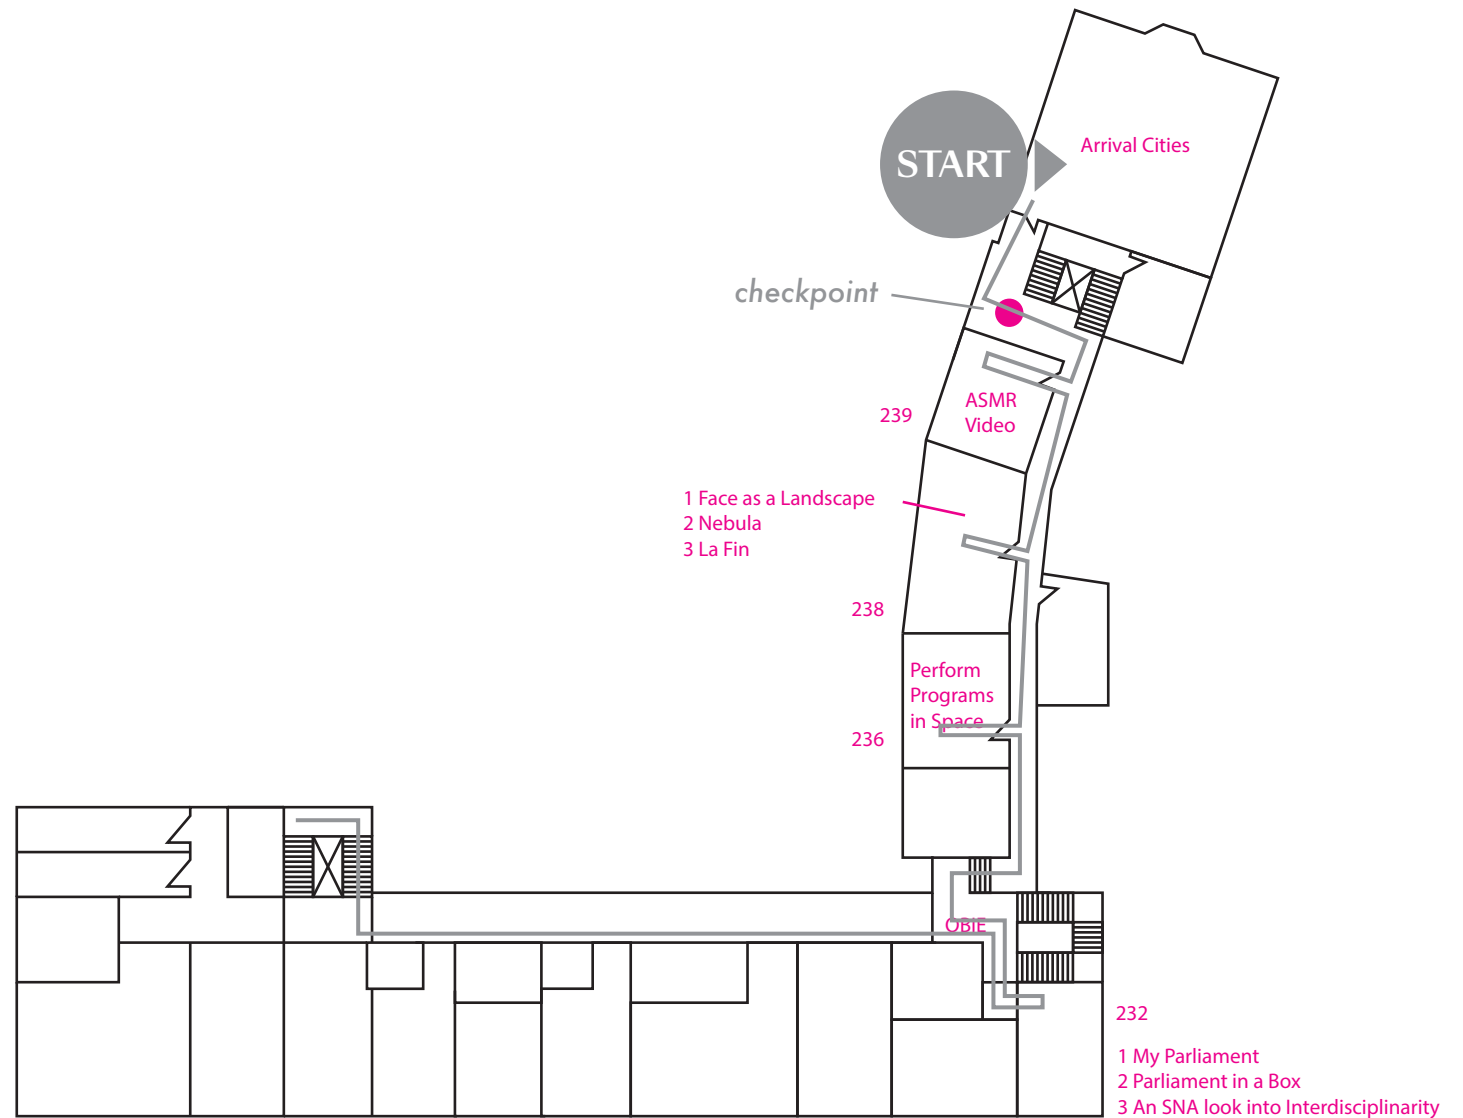 START
Arrival Cities
checkpoint
239
ASMR
Video
1 Face as a Landscape
2 Nebula
3 La Fin
238
Perform
Programs
in Space
236
OBIE
232
1 My Parliament
2 Parliament in a Box
3 An SNA look into Interdisciplinarity